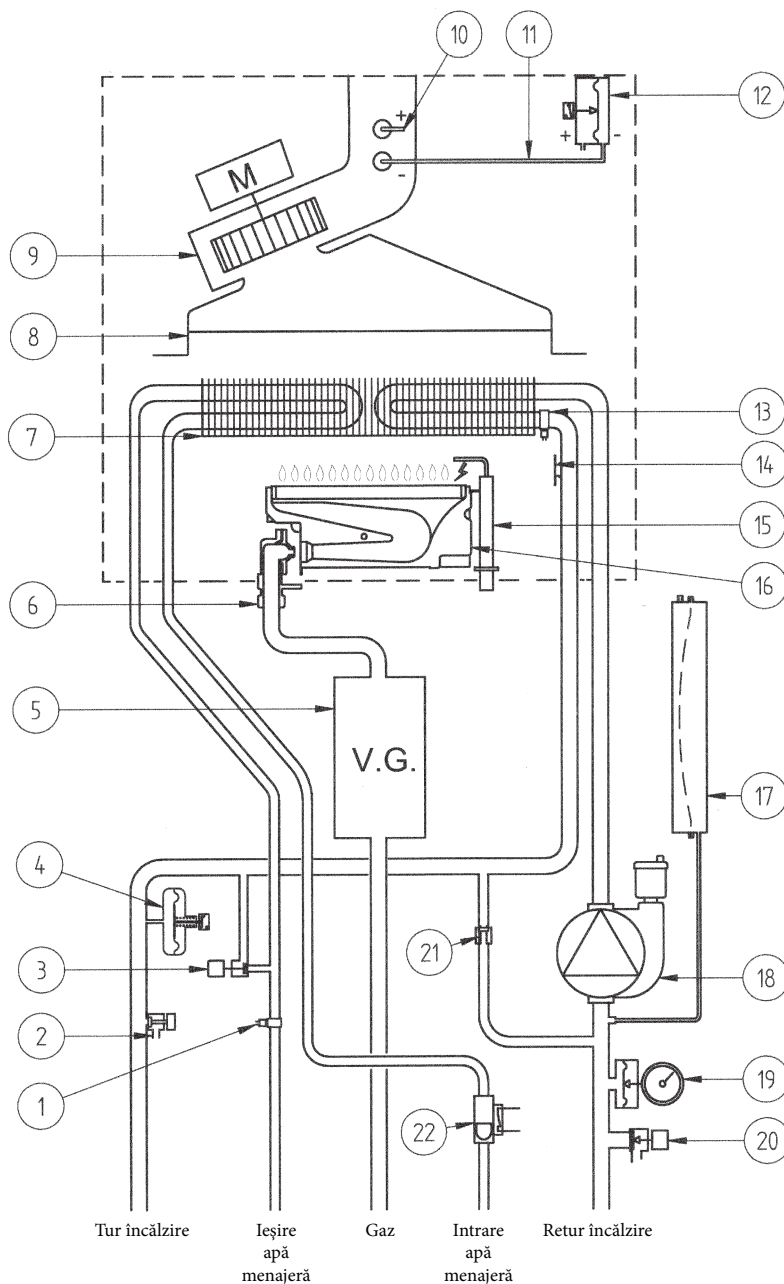 10
11
12
+
-
+
-
M
9
8
7
13
14
15
16
6
5
V.G.
17
4
3
21
18
2
1
19
22
20
Tur încălzire
Ieșire
apă
menajeră
Gaz
Intrare
apă
menajeră
Retur încălzire